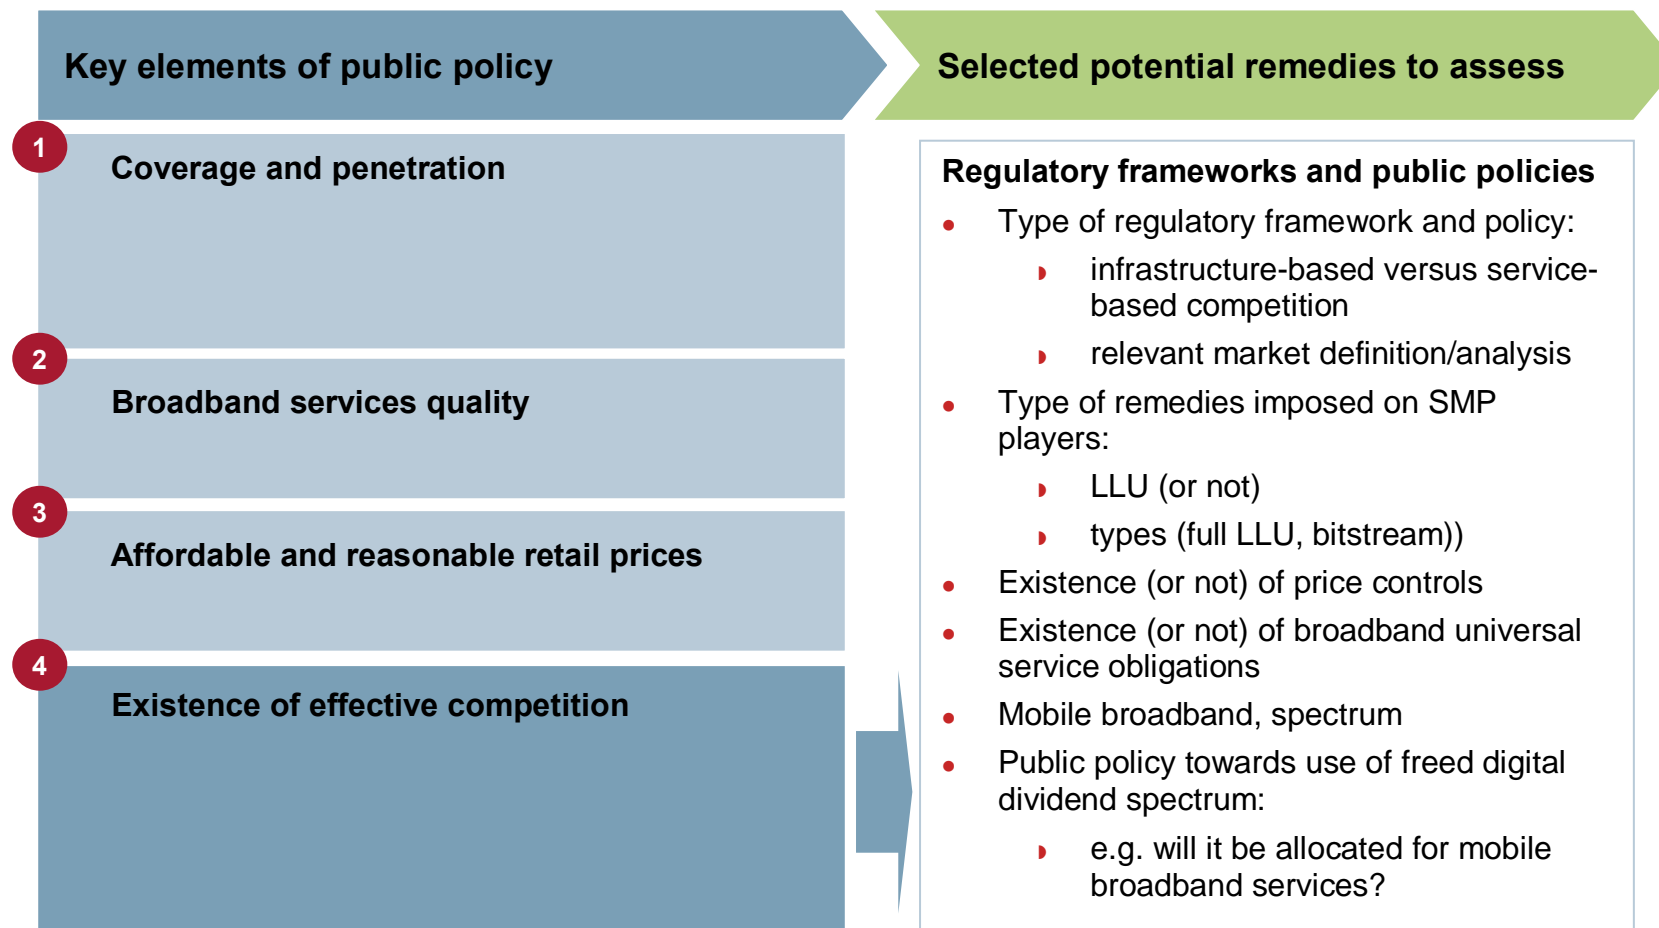 Key elements of public policy
Selected potential remedies to assess
1
Coverage and penetration
2
Broadband services quality
3
Affordable and reasonable retail prices
4
Existence of effective competition
Regulatory frameworks and public policies
• Type of regulatory framework and policy:
infrastructure-based versus service-
based competition
relevant market definition/analysis
• Type of remedies imposed on SMP
players:
LLU (or not)
types (full LLU, bitstream))
• Existence (or not) of price controls
• Existence (or not) of broadband universal
service obligations
• Mobile broadband, spectrum
• Public policy towards use of freed digital
dividend spectrum:
e.g. will it be allocated for mobile
broadband services?